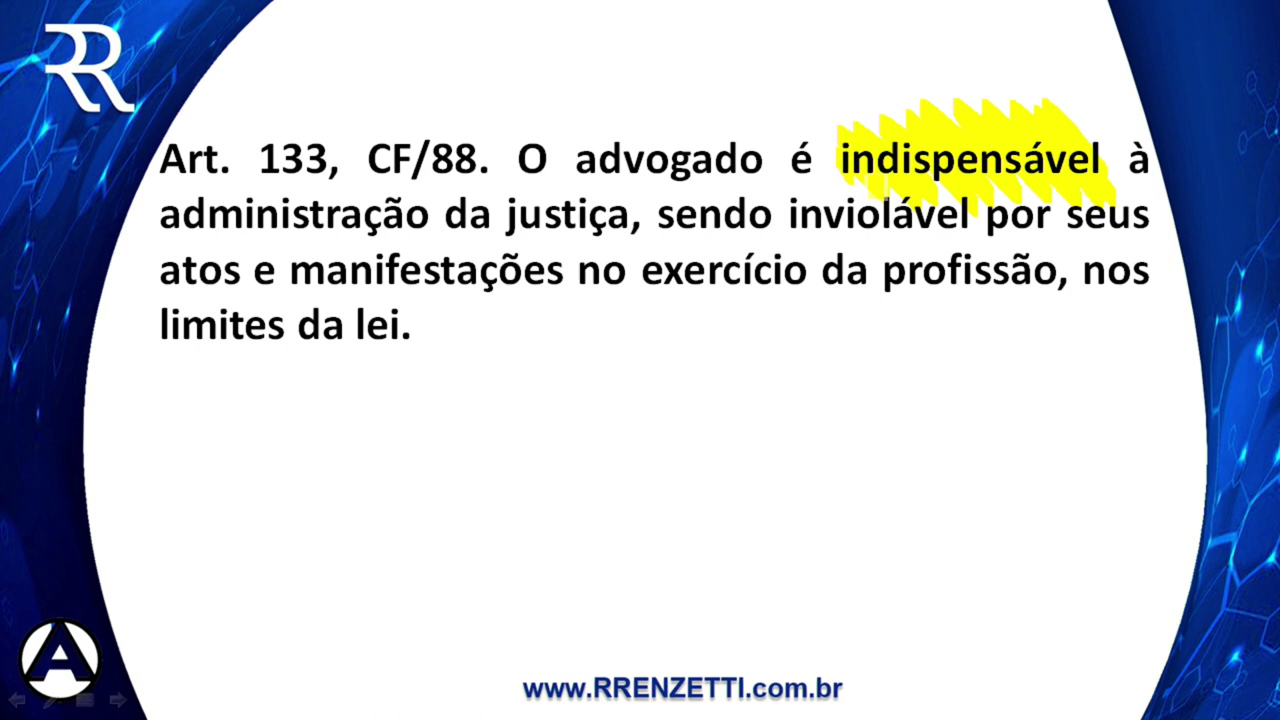 RR
Art. 133, CF/88. O advogado é indispensável à
administração da justiça, sendo inviolável por seus
atos e manifestações no exercício da profissão, nos
limites da lei.
A
www.RRENZETTI.com.br